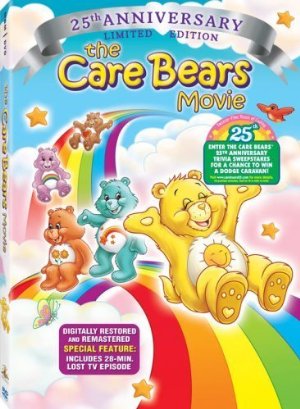 25th ANNIVERSARY
LIMITED EDITION
the
Care Bears
Movie
25th
ENTER THE CARE BEARS'
25TH ANNIVERSARY
TRIVIA SWEEPSTAKES
FOR A CHANCE TO WIN
A DODGE CARAVAN!
DIGITALLY RESTORED
AND REMASTERED
SPECIAL FEATURE:
INCLUDES 28-MIN.
LOST TV EPISODE
the Care Bears Movie